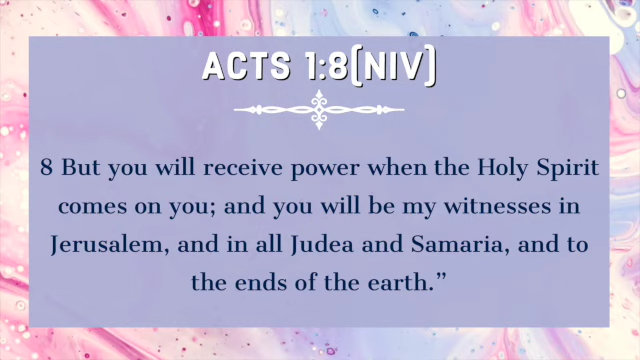 ACTS 1:8(NIV)
8 But you will receive power when the Holy Spirit
comes on you; and you will be my witnesses in
Jerusalem, and in all Judea and Samaria, and to
the ends of the earth.”